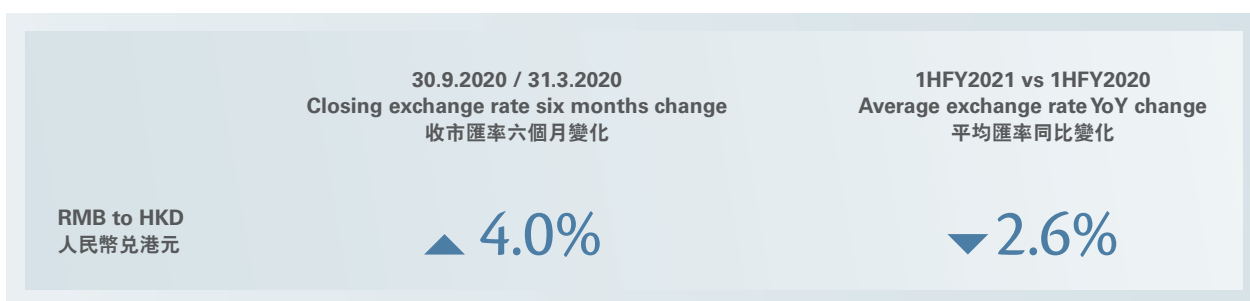 30.9.2020 / 31.3.2020
Closing exchange rate six months change
收市匯率六個月變化
1HFY2021 vs 1HFY2020
Average exchange rate YoY change
平均匯率同比變化
RMB to HKD
人民幣兑港元
▲ 4.0%
▼ 2.6%